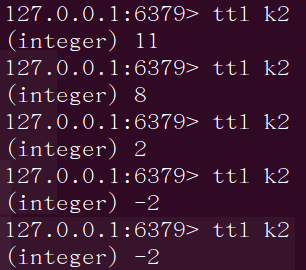 127.0.0.1:6379> ttl k2
(integer) 11
127.0.0.1:6379> ttl k2
(integer) 8
127.0.0.1:6379> ttl k2
(integer) 2
127.0.0.1:6379> ttl k2
(integer) -2
127.0.0.1:6379> ttl k2
(integer) -2